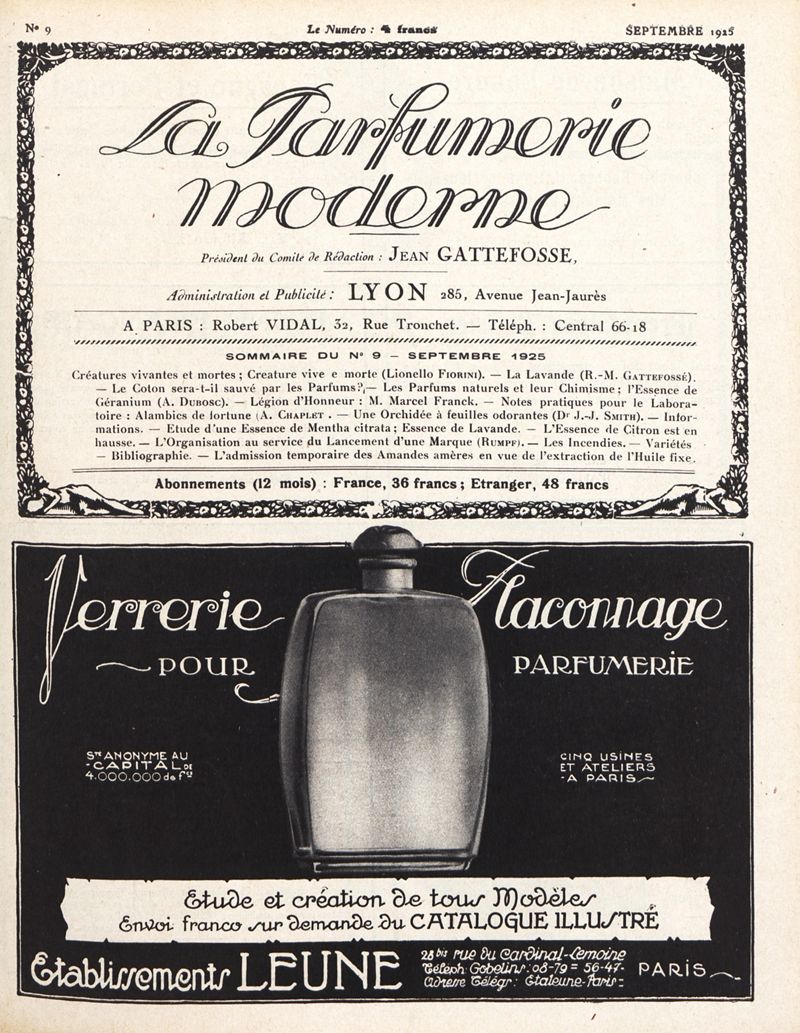 Nº 9
Le Numéro : 4 francs
SEPTEMBRE 1925
La Parfumerie
moderne
Président du Comité de Rédaction : JEAN GATTEFOSSE,
Administration et Publicité : LYON 285, Avenue Jean-Jaurès
A PARIS : Robert VIDAL, 32, Rue Tronchet. — Téléph. : Central 66-18
SOMMAIRE DU Nº 9 — SEPTEMBRE 1925
Créatures vivantes et mortes ; Creature vive e morte (Lionello FIORINI). — La Lavande (R.-M. GATTEFOSSÉ).
— Le Coton sera-t-il sauvé par les Parfums ?, — Les Parfums naturels et leur Chimisme ; l'Essence de
Géranium (A. DUBOSC). — Légion d'Honneur : M. Marcel Franck. — Notes pratiques pour le Labora-
toire : Alambics de fortune (A. CHAPLET . — Une Orchidée à feuilles odorantes (Dr J.-J. SMITH). — Infor-
mations. — Etude d'une Essence de Mentha citrata ; Essence de Lavande. — L'Essence de Citron est en
hausse. — L'Organisation au service du Lancement d'une Marque (RUMPF). — Les Incendies. — Variétés
— Bibliographie. — L'admission temporaire des Amandes amères en vue de l'extraction de l'Huile fixe.
Abonnements (12 mois) : France, 36 francs ; Etranger, 48 francs
Verrerie Flaconnage
POUR PARFUMERIE
Sté ANONYME AU
CAPITAL DE
4.000.000 de frs
CINQ USINES
ET ATELIERS
A PARIS
Etude et création de tous Modèles
Envoi franco sur demande du CATALOGUE ILLUSTRÉ
Etablissements LEUNE
28 bis rue du Cardinal-Lemoine
Téléph. Gobelins : 08-79 = 56-47-
Adresse Télégr : Etaleune-Paris =
PARIS